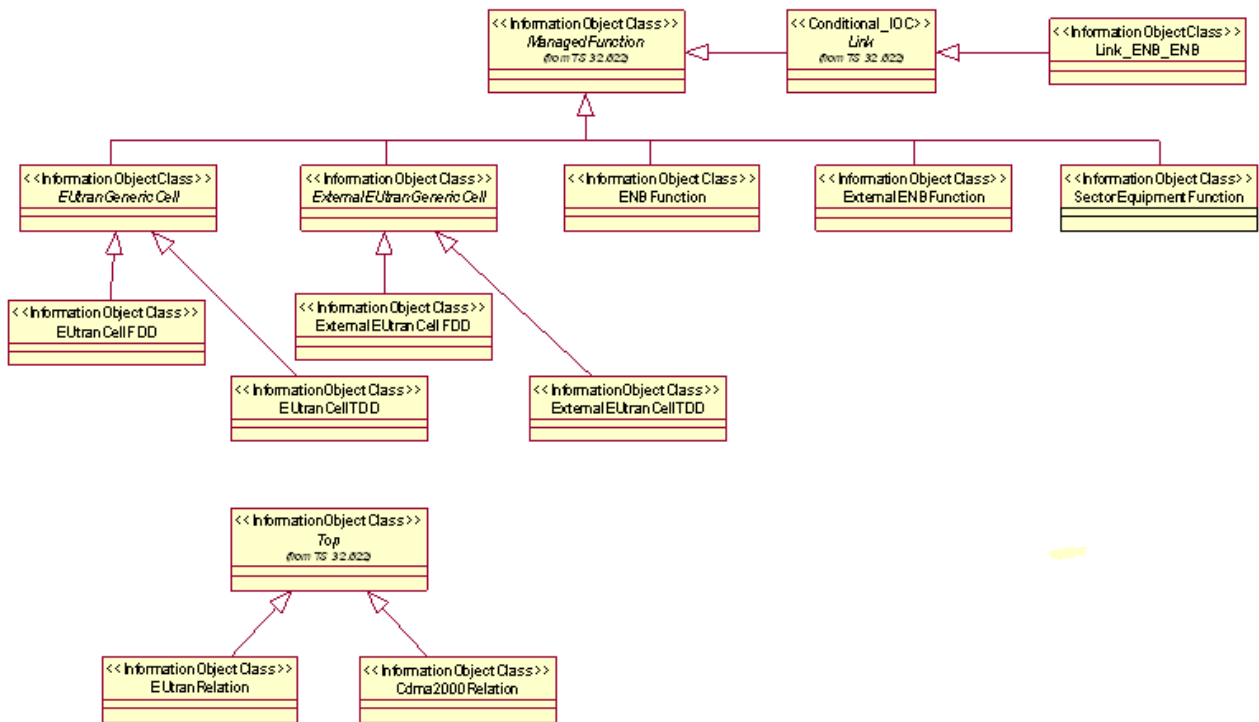 <<InformationObjectClass>>
ManagedFunction
(from TS 32.622)
<<Conditional_IOC>>
Link
(from TS 32.622)
<<InformationObjectClass>>
Link_ENB_ENB
<<InformationObjectClass>>
EUtranGenericCell
<<InformationObjectClass>>
ExternalEUtranGenericCell
<<InformationObjectClass>>
ENBFunction
<<InformationObjectClass>>
ExternalENBFunction
<<InformationObjectClass>>
SectorEquipmentFunction
<<InformationObjectClass>>
EUtranCellFDD
<<InformationObjectClass>>
ExternalEUtranCellFDD
<<InformationObjectClass>>
EUtranCellTDD
<<InformationObjectClass>>
ExternalEUtranCellTDD
<<InformationObjectClass>>
Top
(from TS 32.622)
<<InformationObjectClass>>
EUtranRelation
<<InformationObjectClass>>
Cdma2000Relation